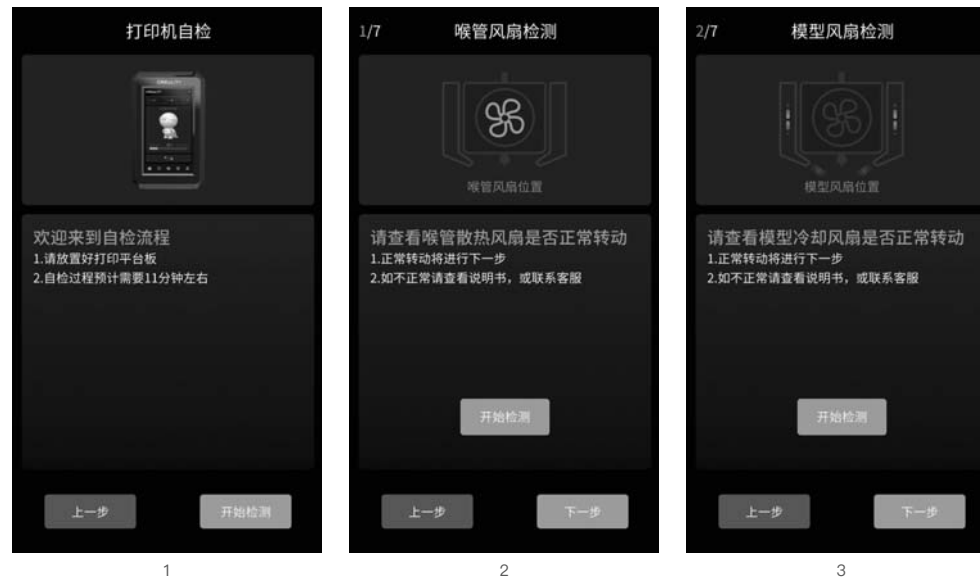 打印机自检
欢迎来到自检流程
1.请放置好打印平台板
2.自检过程预计需要11分钟左右
上一步
开始检测
1
1/7
喉管风扇检测
喉管风扇位置
请查看喉管散热风扇是否正常转动
1.正常转动将进行下一步
2.如不正常请查看说明书，或联系客服
开始检测
上一步
下一步
2
2/7
模型风扇检测
模型风扇位置
请查看模型冷却风扇是否正常转动
1.正常转动将进行下一步
2.如不正常请查看说明书，或联系客服
开始检测
上一步
下一步
3